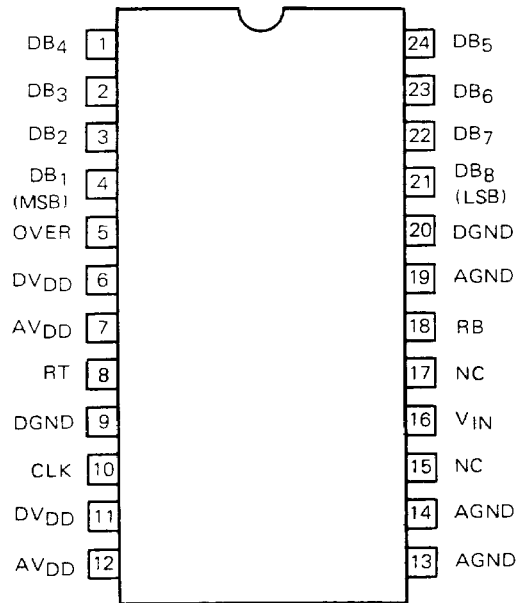 DB4 1 24 DB5
DB3 2 23 DB6
DB2 3 22 DB7
DB1 4 21 DB8
(MSB) (LSB)
OVER 5 20 DGND
DVDD 6 19 AGND
AVDD 7 18 RB
RT 8 17 NC
DGND 9 16 VIN
CLK 10 15 NC
DVDD 11 14 AGND
AVDD 12 13 AGND